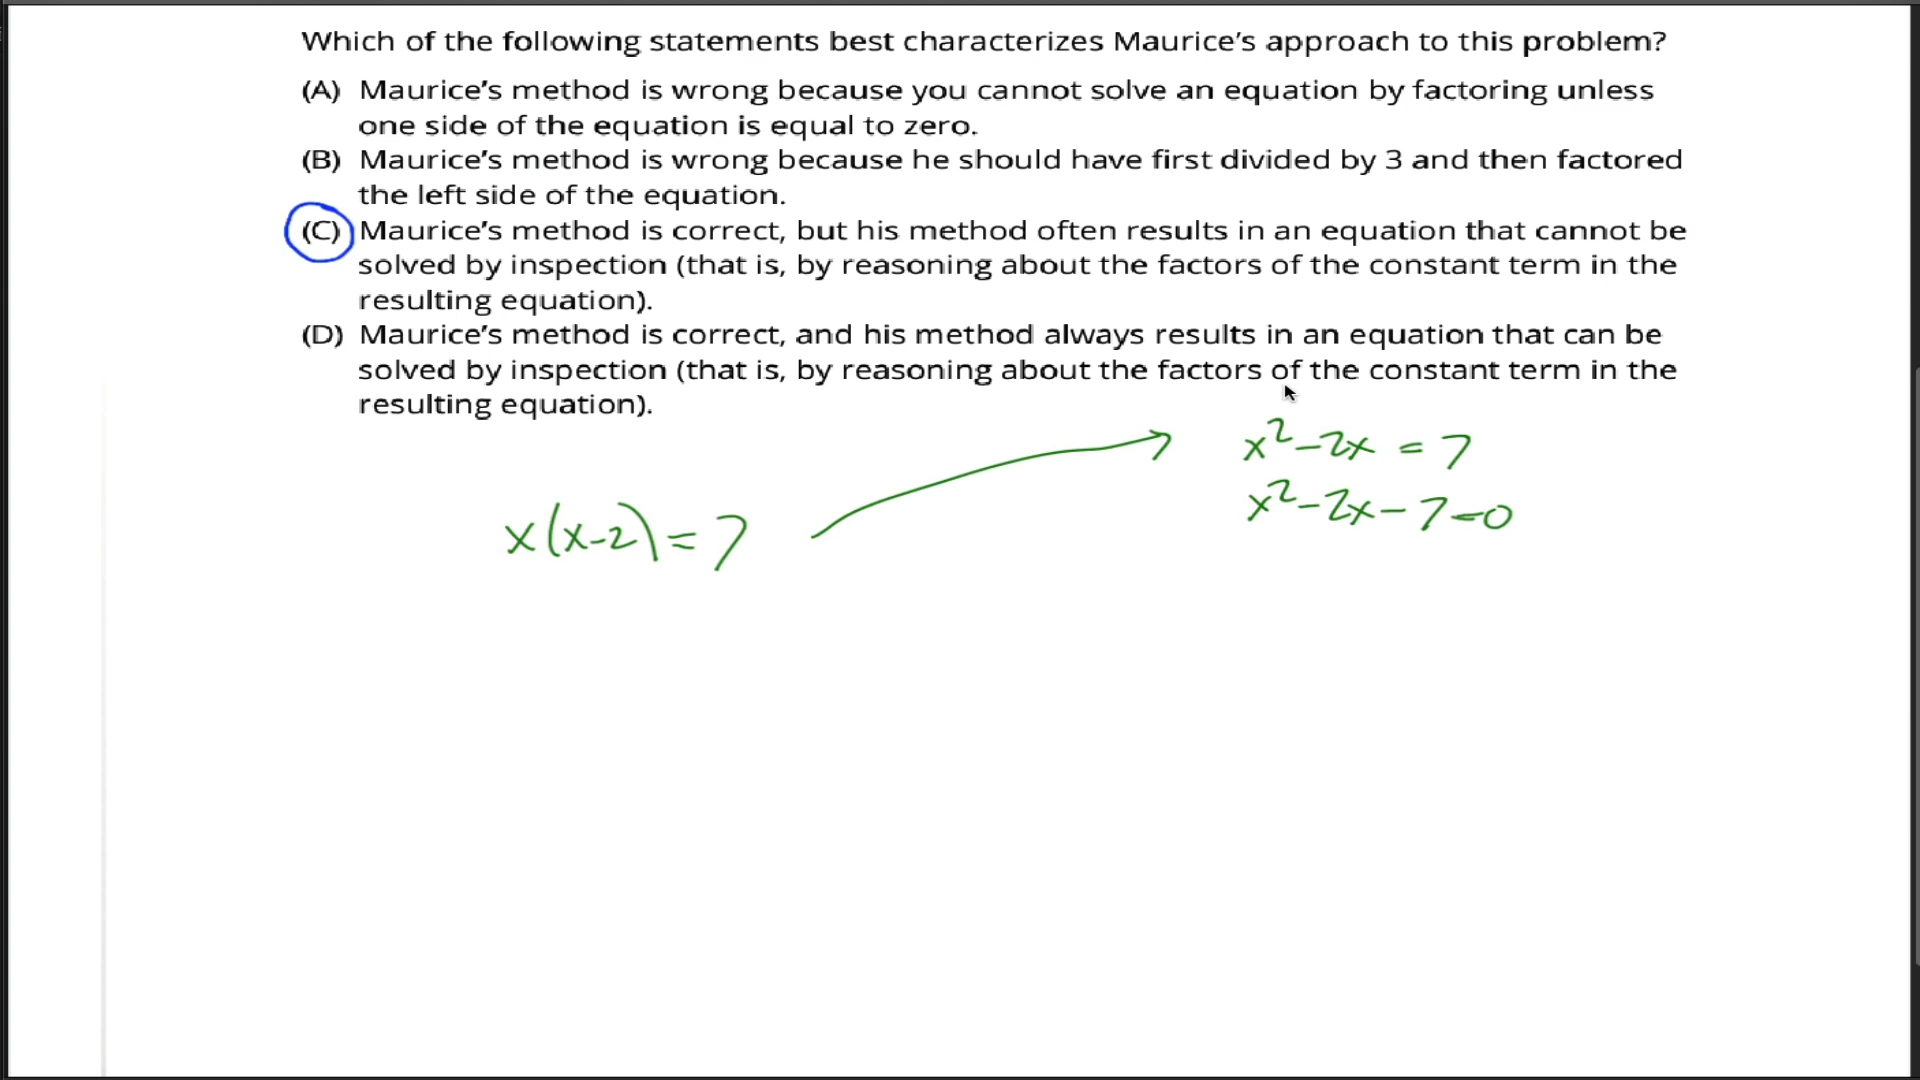 Which of the following statements best characterizes Maurice's approach to this problem?
(A) Maurice's method is wrong because you cannot solve an equation by factoring unless
one side of the equation is equal to zero.
(B) Maurice's method is wrong because he should have first divided by 3 and then factored
the left side of the equation.
(C) Maurice's method is correct, but his method often results in an equation that cannot be
solved by inspection (that is, by reasoning about the factors of the constant term in the
resulting equation).
(D) Maurice's method is correct, and his method always results in an equation that can be
solved by inspection (that is, by reasoning about the factors of the constant term in the
resulting equation).
x² - 2x = 7
x² - 2x - 7 = 0
x(x-2) = 7